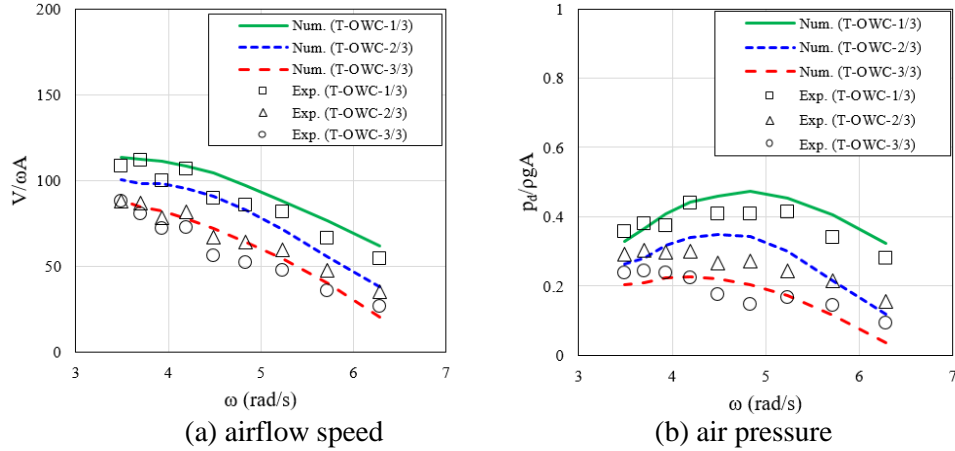 200
150
100
50
0
3
4
5
6
7
V/ωA
ω (rad/s)
Num. (T-OWC-1/3)
Num. (T-OWC-2/3)
Num. (T-OWC-3/3)
Exp. (T-OWC-1/3)
Exp. (T-OWC-2/3)
Exp. (T-OWC-3/3)
(a) airflow speed
1
0.8
0.6
0.4
0.2
0
3
4
5
6
7
p_d/ρgA
ω (rad/s)
Num. (T-OWC-1/3)
Num. (T-OWC-2/3)
Num. (T-OWC-3/3)
Exp. (T-OWC-1/3)
Exp. (T-OWC-2/3)
Exp. (T-OWC-3/3)
(b) air pressure